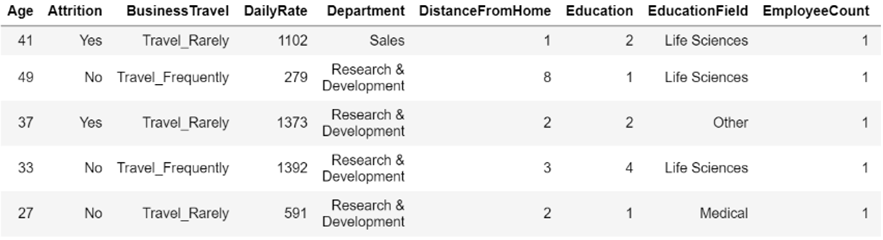 Age Attrition BusinessTravel DailyRate Department DistanceFromHome Education EducationField EmployeeCount
41 Yes Travel_Rarely 1102 Sales 1 2 Life Sciences 1
49 No Travel_Frequently 279 Research & Development 8 1 Life Sciences 1
37 Yes Travel_Rarely 1373 Research & Development 2 2 Other 1
33 No Travel_Frequently 1392 Research & Development 3 4 Life Sciences 1
27 No Travel_Rarely 591 Research & Development 2 1 Medical 1